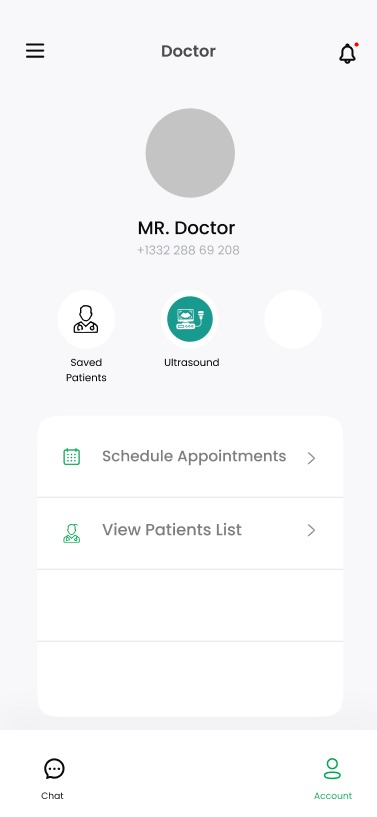 Doctor
MR. Doctor
+1332 288 69 208
Saved
Patients
Ultrasound
Schedule Appointments
View Patients List
Chat
Account